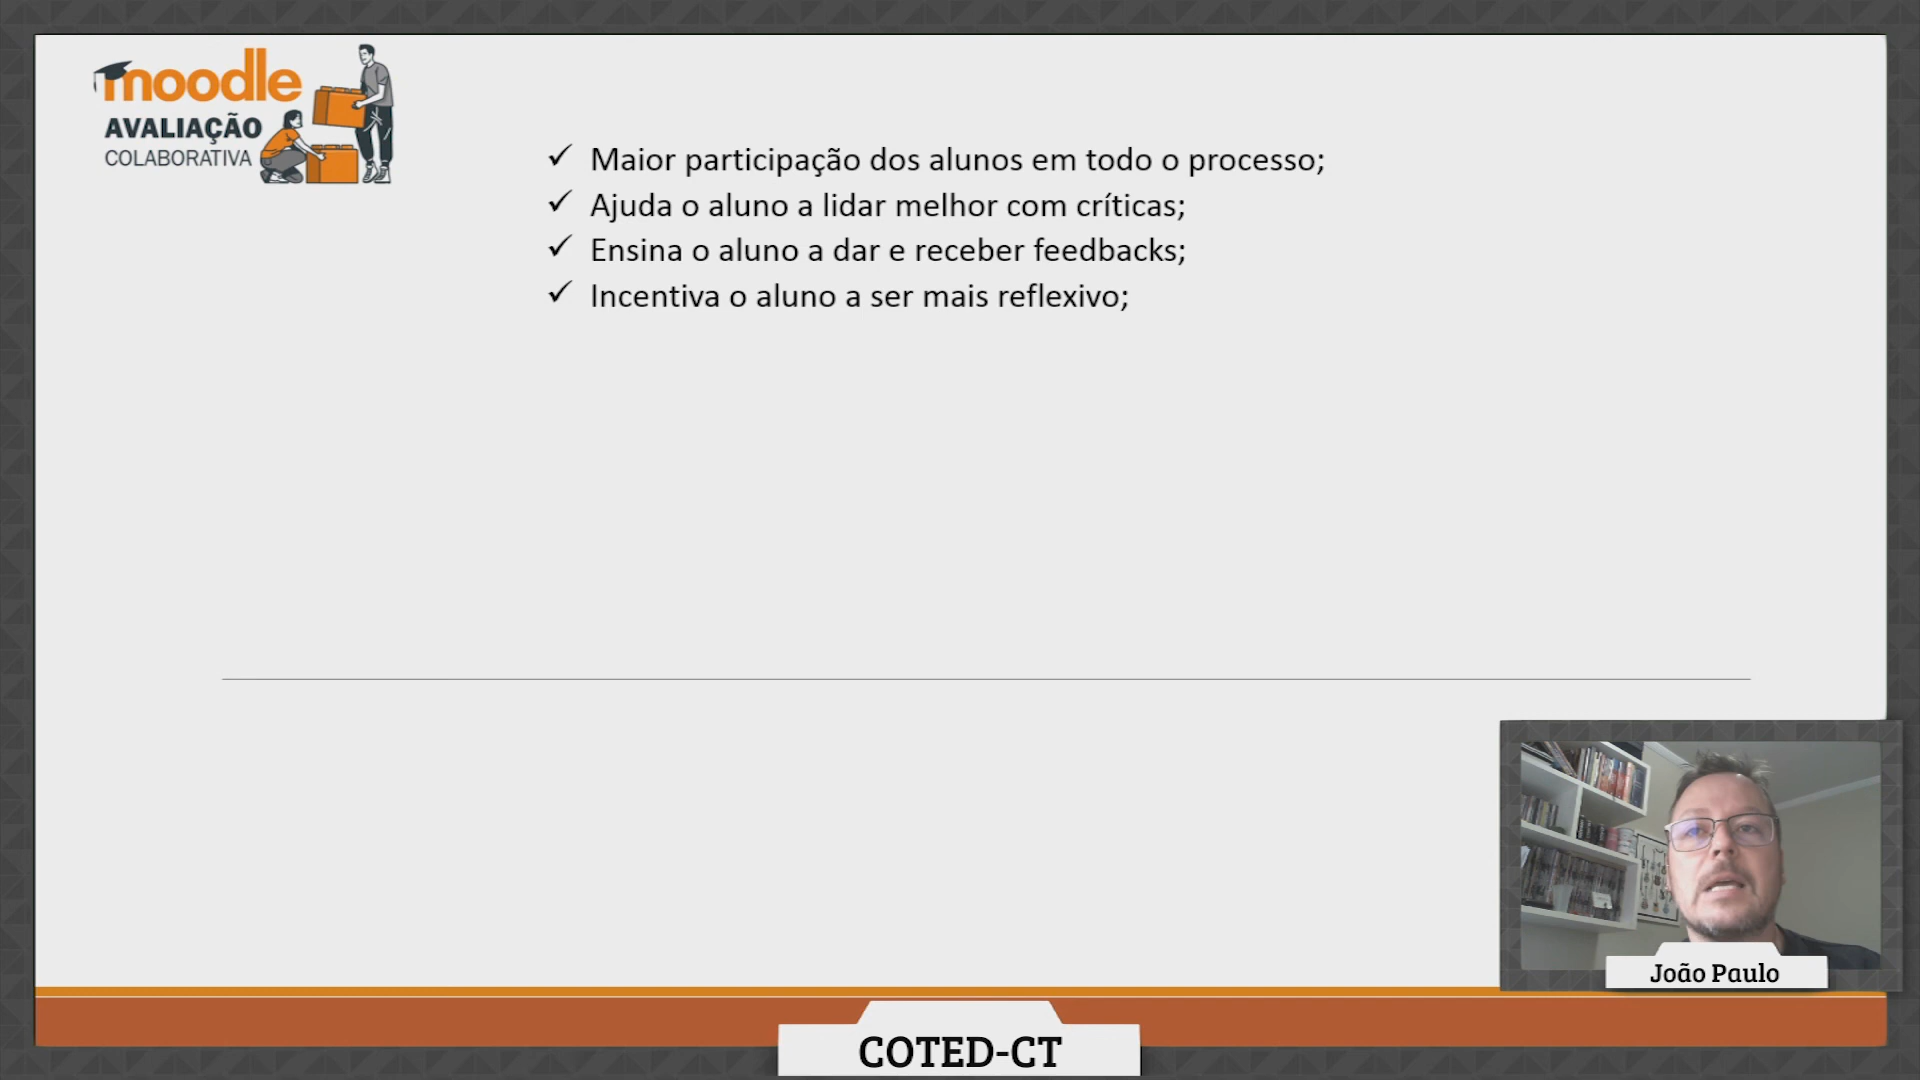 moodle
AVALIAÇÃO
COLABORATIVA
Maior participação dos alunos em todo o processo;
Ajuda o aluno a lidar melhor com críticas;
Ensina o aluno a dar e receber feedbacks;
Incentiva o aluno a ser mais reflexivo;
João Paulo
COTED-CT